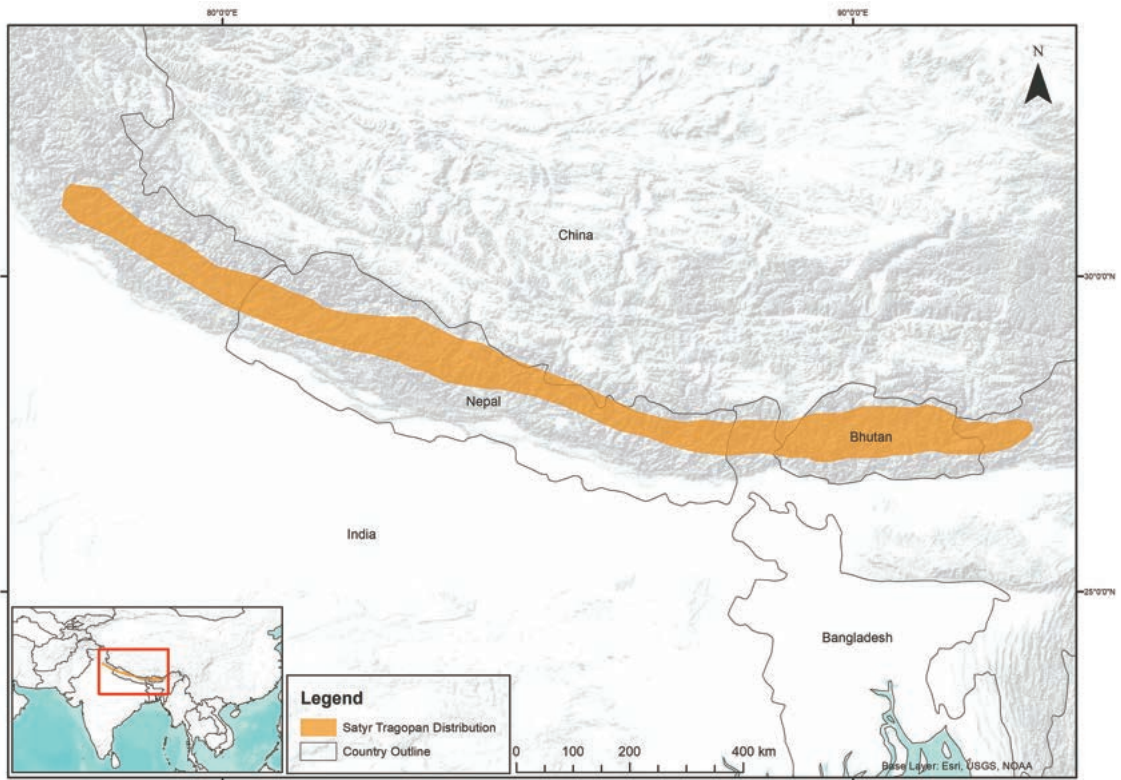 80°0'0"E
90°0'0"E
N
China
30°0'0"N
Nepal
Bhutan
India
25°0'0"N
Bangladesh
Legend
Satyr Tragopan Distribution
Country Outline
0 100 200 400 km
Base Layer: Esri, USGS, NOAA